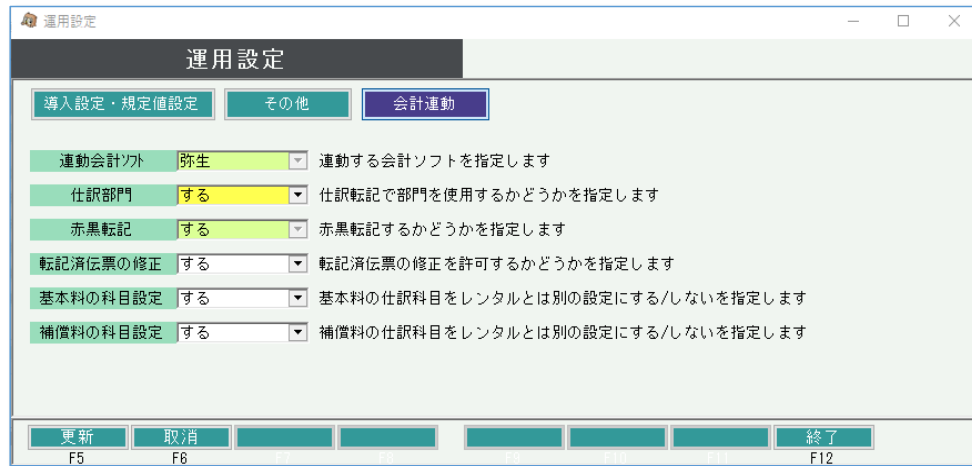 運用設定
運用設定
導入設定・規定値設定 その他 会計連動
連動会計ソフト 弥生 連動する会計ソフトを指定します
仕訳部門 する 仕訳転記で部門を使用するかどうかを指定します
赤黒転記 する 赤黒転記するかどうかを指定します
転記済伝票の修正 する 転記済伝票の修正を許可するかどうかを指定します
基本料の科目設定 する 基本料の仕訳科目をレンタルとは別の設定にする/しないを指定します
補償料の科目設定 する 補償料の仕訳科目をレンタルとは別の設定にする/しないを指定します
更新 取消 終了
F5 F6 F7 F8 F9 F10 F11 F12